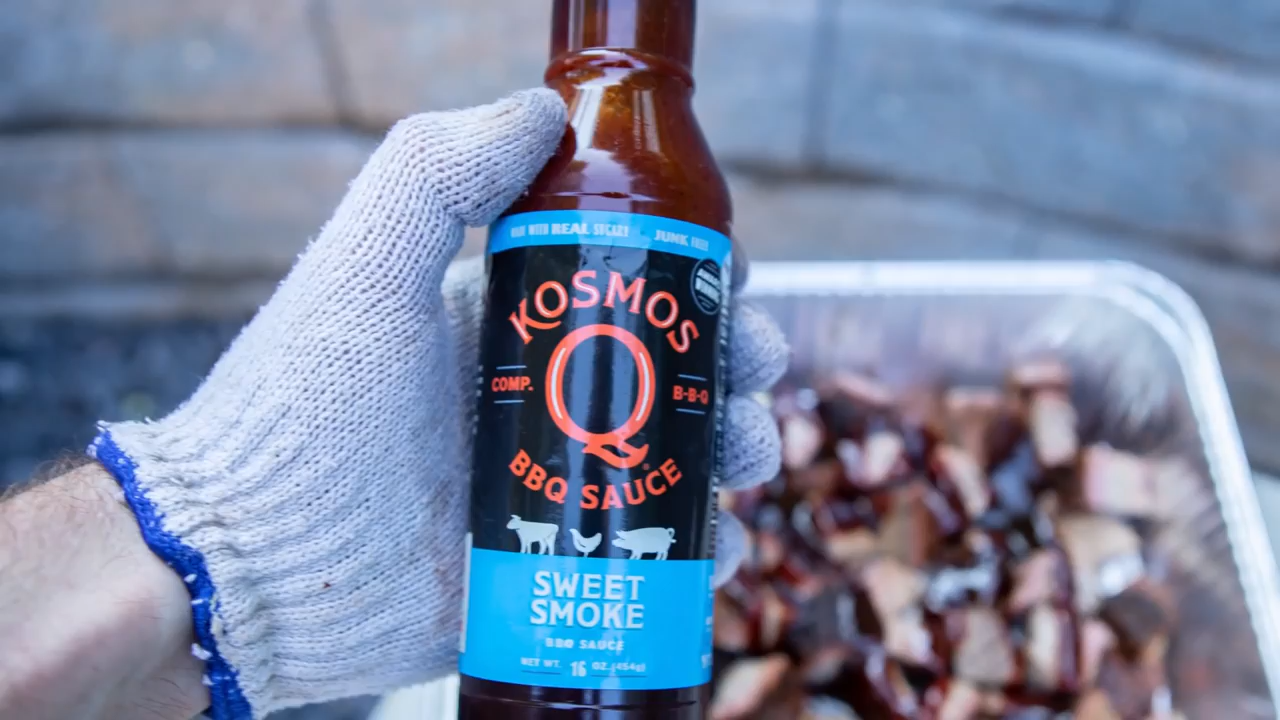 MADE WITH REAL SUGAR! JUNK FREE!
KOSMOS
Q
COMP.
B-B-Q
BBQ SAUCE
SWEET
SMOKE
BBQ SAUCE
NET WT. 16 OZ. (454g)